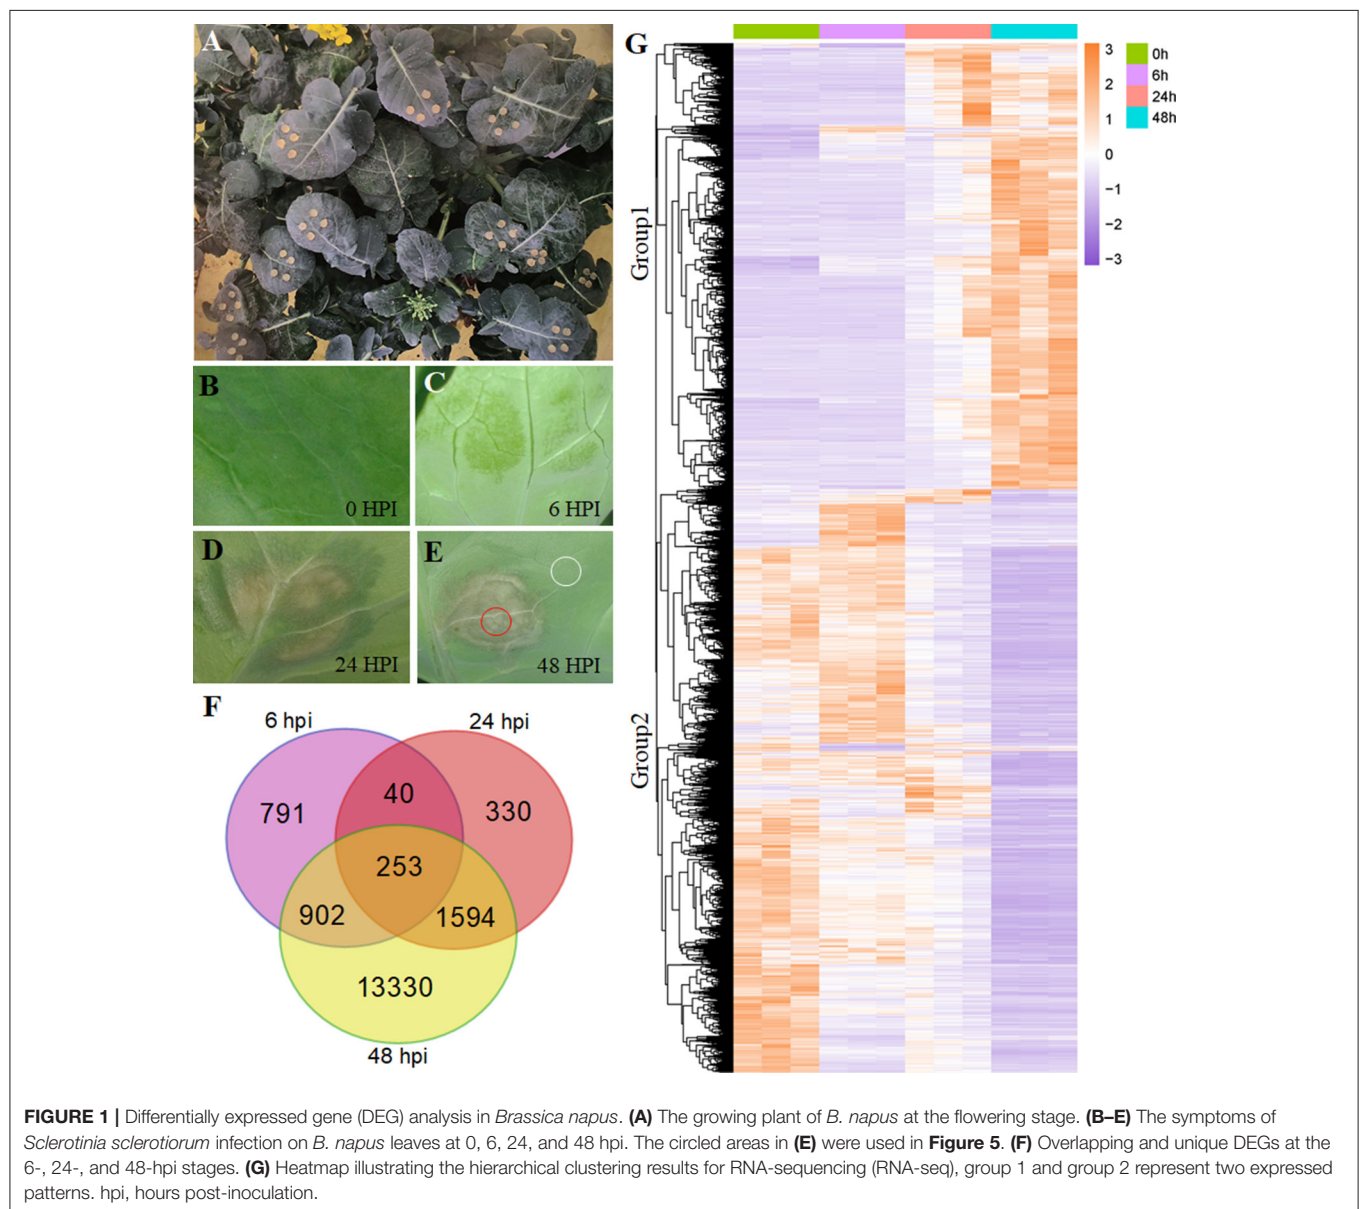 A
B
0 HPI
C
6 HPI
D
24 HPI
E
48 HPI
F
6 hpi
24 hpi
791
40
330
253
902
1594
13330
48 hpi
G
Group1
Group2
3
2
1
0
−1
−2
−3
0h
6h
24h
48h
FIGURE 1 | Differentially expressed gene (DEG) analysis in Brassica napus. (A) The growing plant of B. napus at the flowering stage. (B–E) The symptoms of
Sclerotinia sclerotiorum infection on B. napus leaves at 0, 6, 24, and 48 hpi. The circled areas in (E) were used in Figure 5. (F) Overlapping and unique DEGs at the
6-, 24-, and 48-hpi stages. (G) Heatmap illustrating the hierarchical clustering results for RNA-sequencing (RNA-seq), group 1 and group 2 represent two expressed
patterns. hpi, hours post-inoculation.